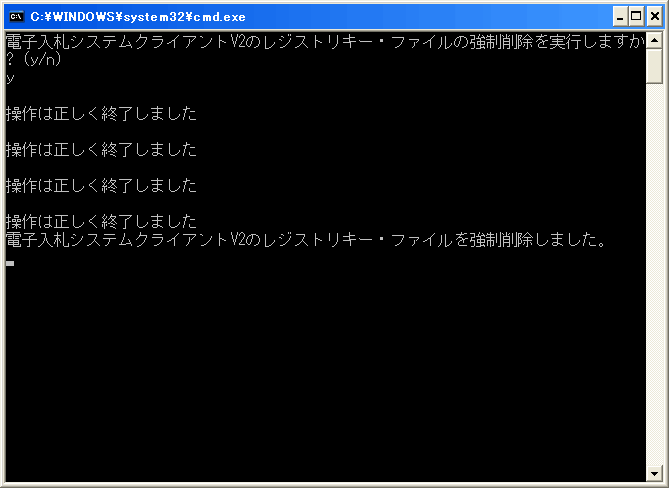 C:¥WINDOWS¥system32¥cmd.exe
電子入札システムクライアントV2のレジストリキー・ファイルの強制削除を実行しますか
? (y/n)
y
操作は正しく終了しました
操作は正しく終了しました
操作は正しく終了しました
操作は正しく終了しました
電子入札システムクライアントV2のレジストリキー・ファイルを強制削除しました。